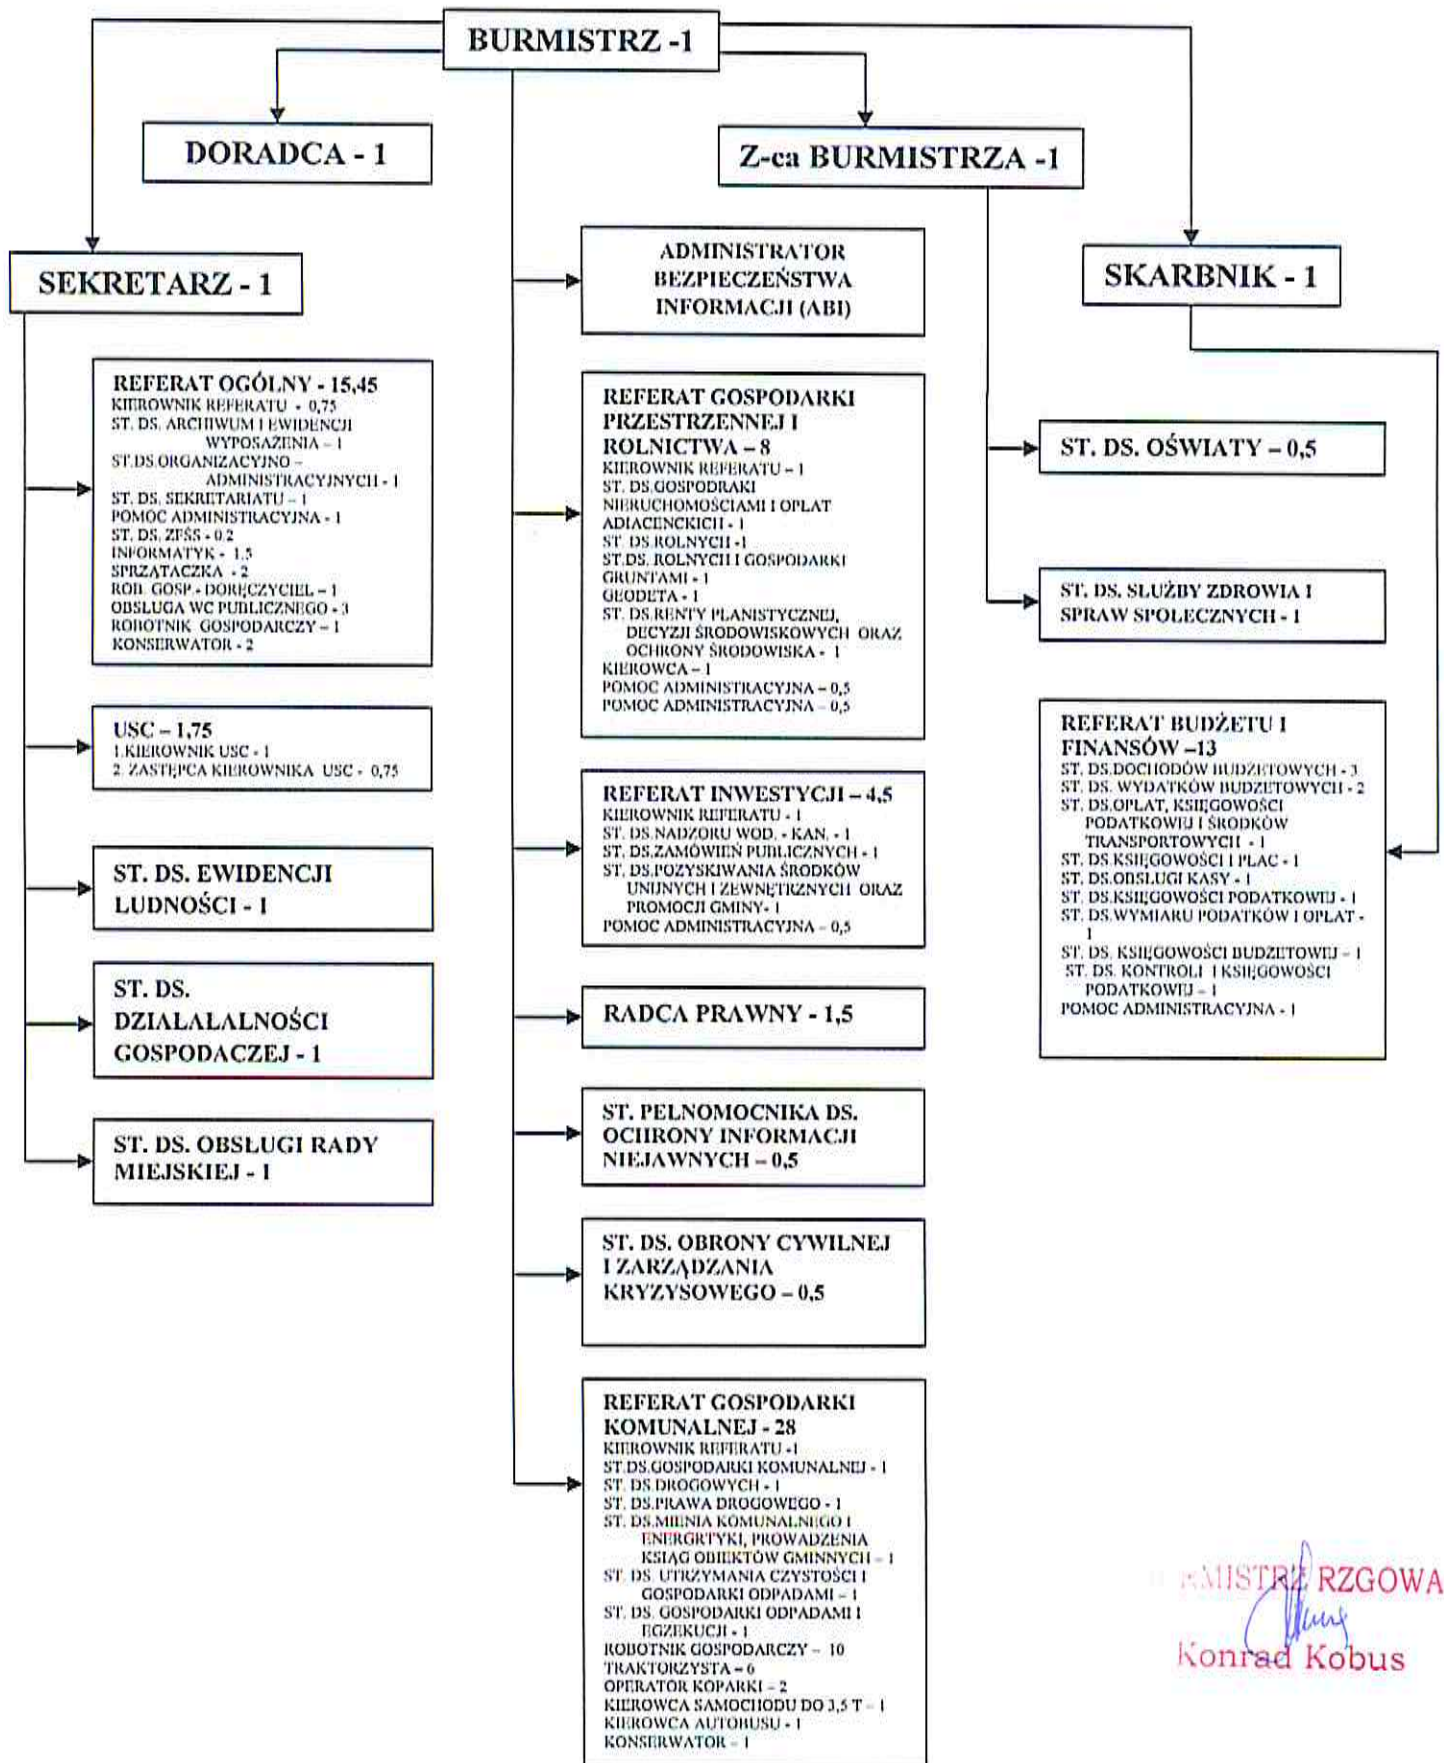 BURMISTRZ -1
DORADCA - 1
Z-ca BURMISTRZA -1
SEKRETARZ - 1
SKARBNIK - 1
REFERAT OGÓLNY - 15,45
KIEROWNIK REFERATU - 0,75
ST. DS. ARCHIWUM I EWIDENCJI
WYPOSAŻENIA – 1
ST.DS.ORGANIZACYJNO –
ADMINISTRACYJNYCH - 1
ST. DS. SEKRETARIATU – 1
POMOC ADMINISTRACYJNA - 1
ST. DS. ZFŚS - 0,2
INFORMATYK - 1,5
SPRZĄTACZKA - 2
ROB. GOSP.- DORĘCZYCIEL – 1
OBSŁUGA WC PUBLICZNEGO - 3
ROBOTNIK GOSPODARCZY – 1
KONSERWATOR - 2
USC – 1,75
1.KIEROWNIK USC - 1
2. ZASTĘPCA KIEROWNIKA USC - 0,75
ST. DS. EWIDENCJI
LUDNOŚCI - 1
ST. DS.
DZIALALALNOŚCI
GOSPODACZEJ - 1
ST. DS. OBSŁUGI RADY
MIEJSKIEJ - 1
ADMINISTRATOR
BEZPIECZEŃSTWA
INFORMACJI (ABI)
REFERAT GOSPODARKI
PRZESTRZENNEJ I
ROLNICTWA – 8
KIEROWNIK REFERATU – 1
ST. DS.GOSPODRAKI
NIERUCHOMOŚCIAMI I OPŁAT
ADIACENCKICH - 1
ST. DS.ROLNYCH -1
ST.DS. ROLNYCH I GOSPODARKI
GRUNTAMI - 1
GEODETA - 1
ST. DS.RENTY PLANISTYCZNEJ,
DECYZJI ŚRODOWISKOWYCH ORAZ
OCHRONY ŚRODOWISKA - 1
KIEROWCA – 1
POMOC ADMINISTRACYJNA – 0,5
POMOC ADMINISTRACYJNA – 0,5
REFERAT INWESTYCJI – 4,5
KIEROWNIK REFERATU - 1
ST. DS.NADZORU WOD. - KAN. - 1
ST. DS.ZAMÓWIEŃ PUBLICZNYCH - 1
ST. DS.POZYSKIWANIA ŚRODKÓW
UNIJNYCH I ZEWNĘTRZNYCH ORAZ
PROMOCJI GMINY- 1
POMOC ADMINISTRACYJNA – 0,5
RADCA PRAWNY - 1,5
ST. PEŁNOMOCNIKA DS.
OCHRONY INFORMACJI
NIEJAWNYCH – 0,5
ST. DS. OBRONY CYWILNEJ
I ZARZĄDZANIA
KRYZYSOWEGO – 0,5
REFERAT GOSPODARKI
KOMUNALNEJ - 28
KIEROWNIK REFERATU -1
ST.DS.GOSPODARKI KOMUNALNEJ - 1
ST. DS.DROGOWYCH - 1
ST. DS.PRAWA DROGOWEGO - 1
ST. DS.MIENIA KOMUNALNEGO I
ENERGRTYKI, PROWADZENIA
KSIĄG OBIEKTÓW GMINNYCH – 1
ST. DS. UTRZYMANIA CZYSTOŚCI I
GOSPODARKI ODPADAMI – 1
ST. DS. GOSPODARKI ODPADAMI I
EGZEKUCJI - 1
ROBOTNIK GOSPODARCZY – 10
TRAKTORZYSTA – 6
OPERATOR KOPARKI – 2
KIEROWCA SAMOCHODU DO 3,5 T – 1
KIEROWCA AUTOBUSU - 1
KONSERWATOR – 1
ST. DS. OŚWIATY – 0,5
ST. DS. SŁUŻBY ZDROWIA I
SPRAW SPOŁECZNYCH - 1
REFERAT BUDŻETU I
FINANSÓW –13
ST. DS.DOCHODÓW BUDŻETOWYCH - 3
ST. DS. WYDATKÓW BUDŻETOWYCH - 2
ST. DS.OPŁAT, KSIĘGOWOŚCI
PODATKOWEJ I ŚRODKÓW
TRANSPORTOWYCH - 1
ST. DS.KSIĘGOWOŚCI I PŁAC - 1
ST. DS.OBSŁUGI KASY - 1
ST. DS.KSIĘGOWOŚCI PODATKOWEJ - 1
ST. DS.WYMIARU PODATKÓW I OPŁAT -
1
ST. DS. KSIĘGOWOŚCI BUDŻETOWEJ – 1
ST. DS. KONTROLI I KSIĘGOWOŚCI
PODATKOWEJ – 1
POMOC ADMINISTRACYJNA - 1
RMISTRZ RZGOWA
Konrad Kobus